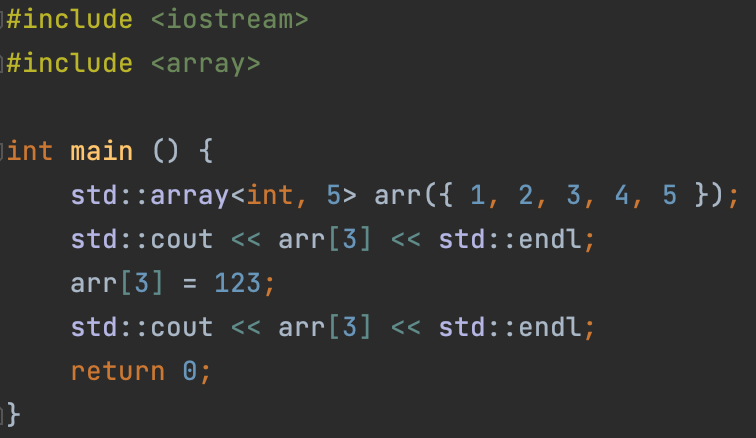 #include <iostream>
#include <array>

int main () {
    std::array<int, 5> arr({ 1, 2, 3, 4, 5 });
    std::cout << arr[3] << std::endl;
    arr[3] = 123;
    std::cout << arr[3] << std::endl;
    return 0;
}